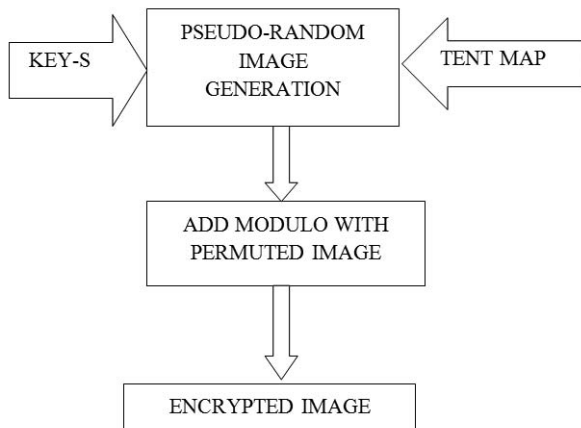 KEY-S
PSEUDO-RANDOM
IMAGE
GENERATION
TENT MAP
ADD MODULO WITH
PERMUTED IMAGE
ENCRYPTED IMAGE